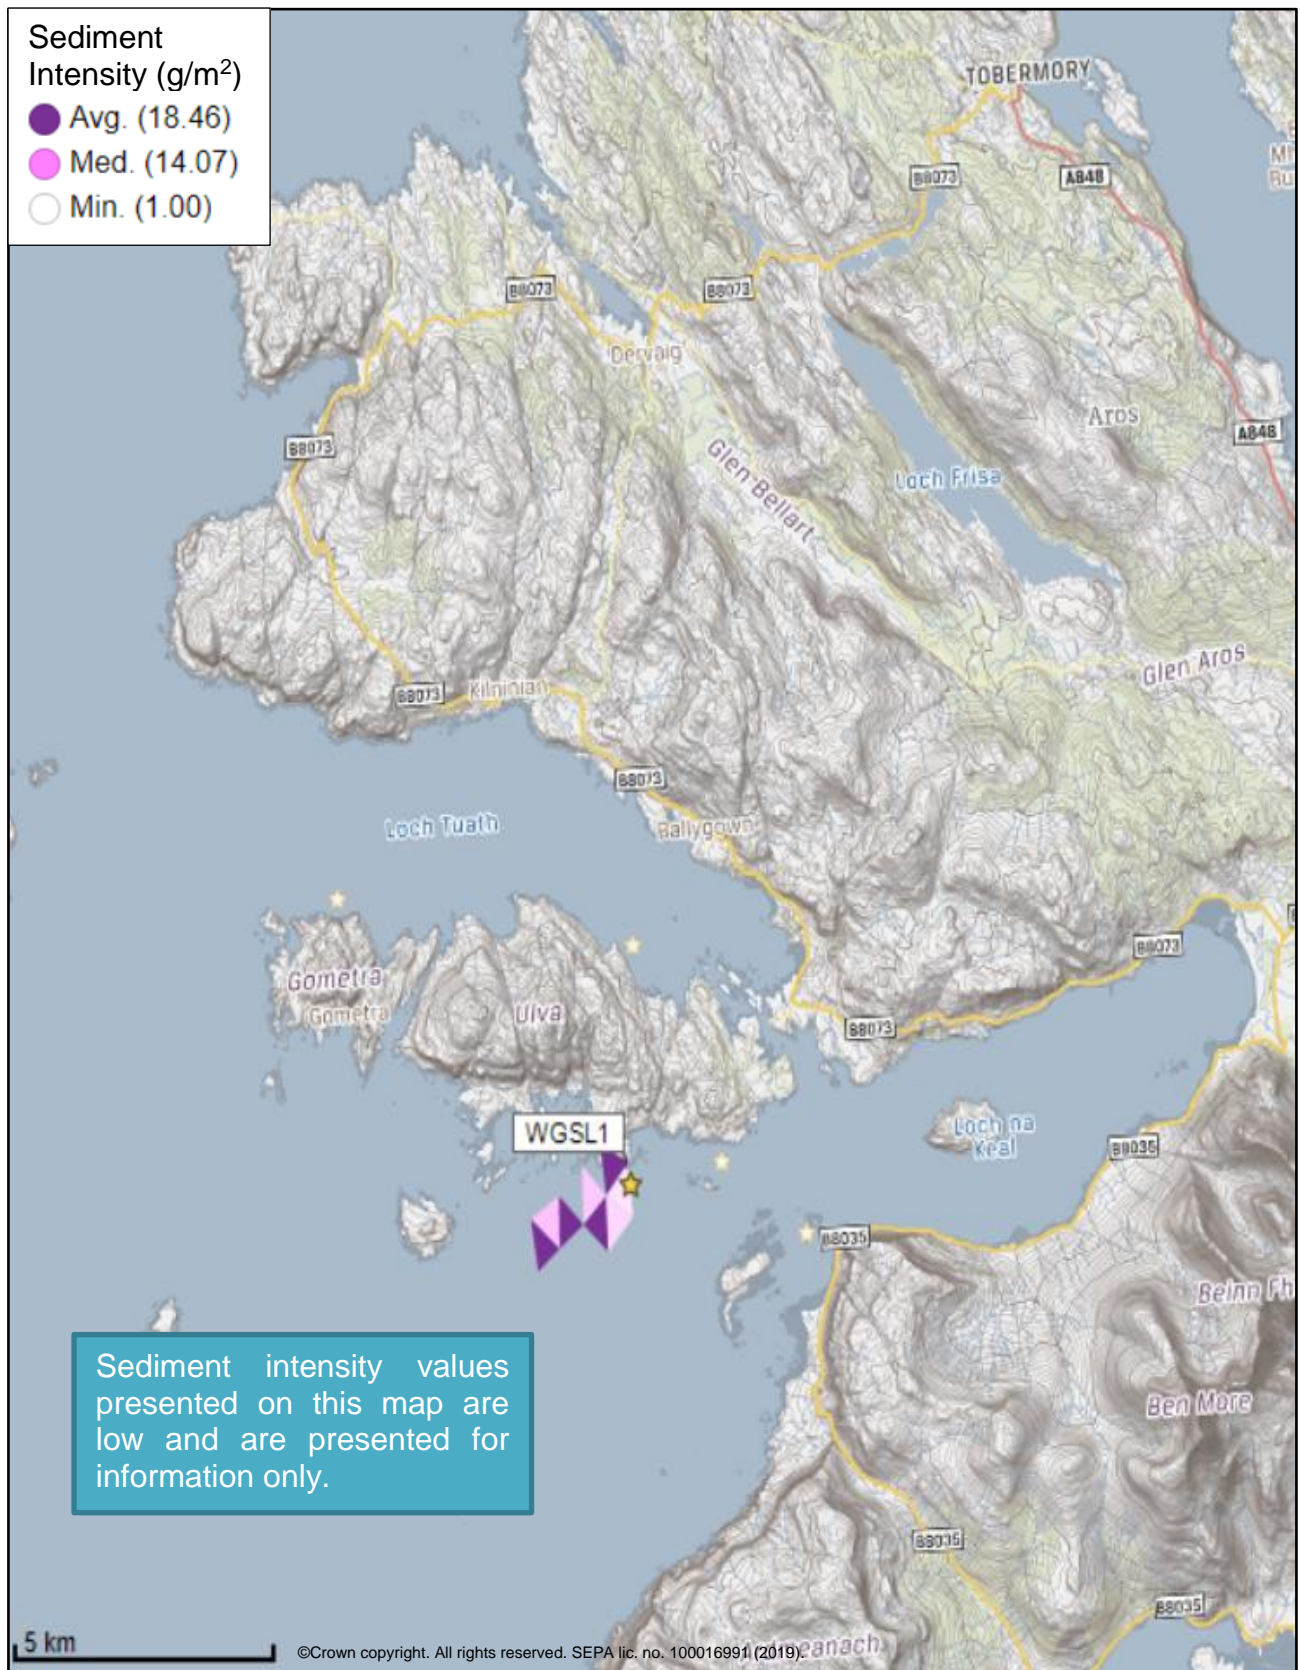 Sediment
Intensity (g/m²)
Avg. (18.46)
Med. (14.07)
Min. (1.00)
TOBERMORY
B8073
A848
B8073
B8073
Dervaig
Aros
A848
B8073
Glen Bellart
Loch Frisa
Glen Aros
B8073
Kilninian
B8073
Loch Tuath
Ballygown
B8073
Gometra
Gometra
Ulva
B8073
WGSL1
Loch na
Keal
B8035
B8035
Ben More
Sediment intensity values
presented on this map are
low and are presented for
information only.
B8035
B8035
5 km
©Crown copyright. All rights reserved. SEPA lic. no. 100016991 (2019).